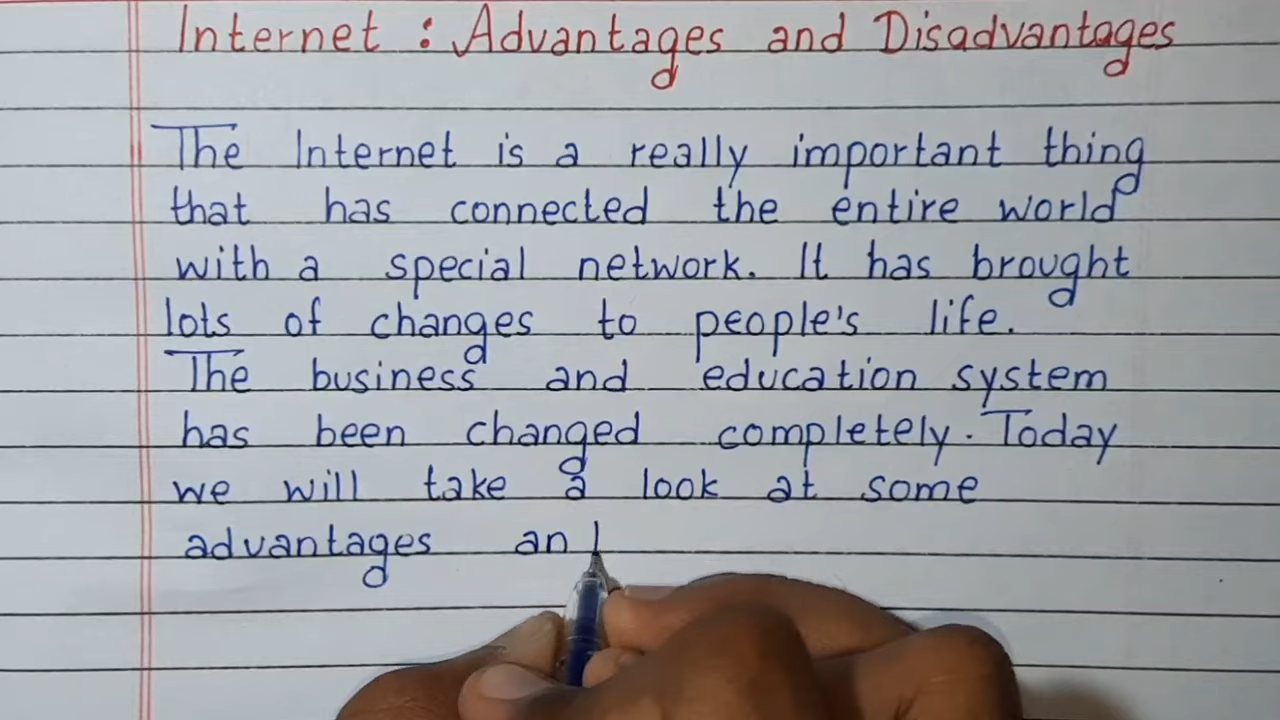 Internet : Advantages and Disadvantages
The Internet is a really important thing
that has connected the entire world
with a special network. It has brought
lots of changes to people's life.
The business and education system
has been changed completely. Today
we will take a look at some
advantages an